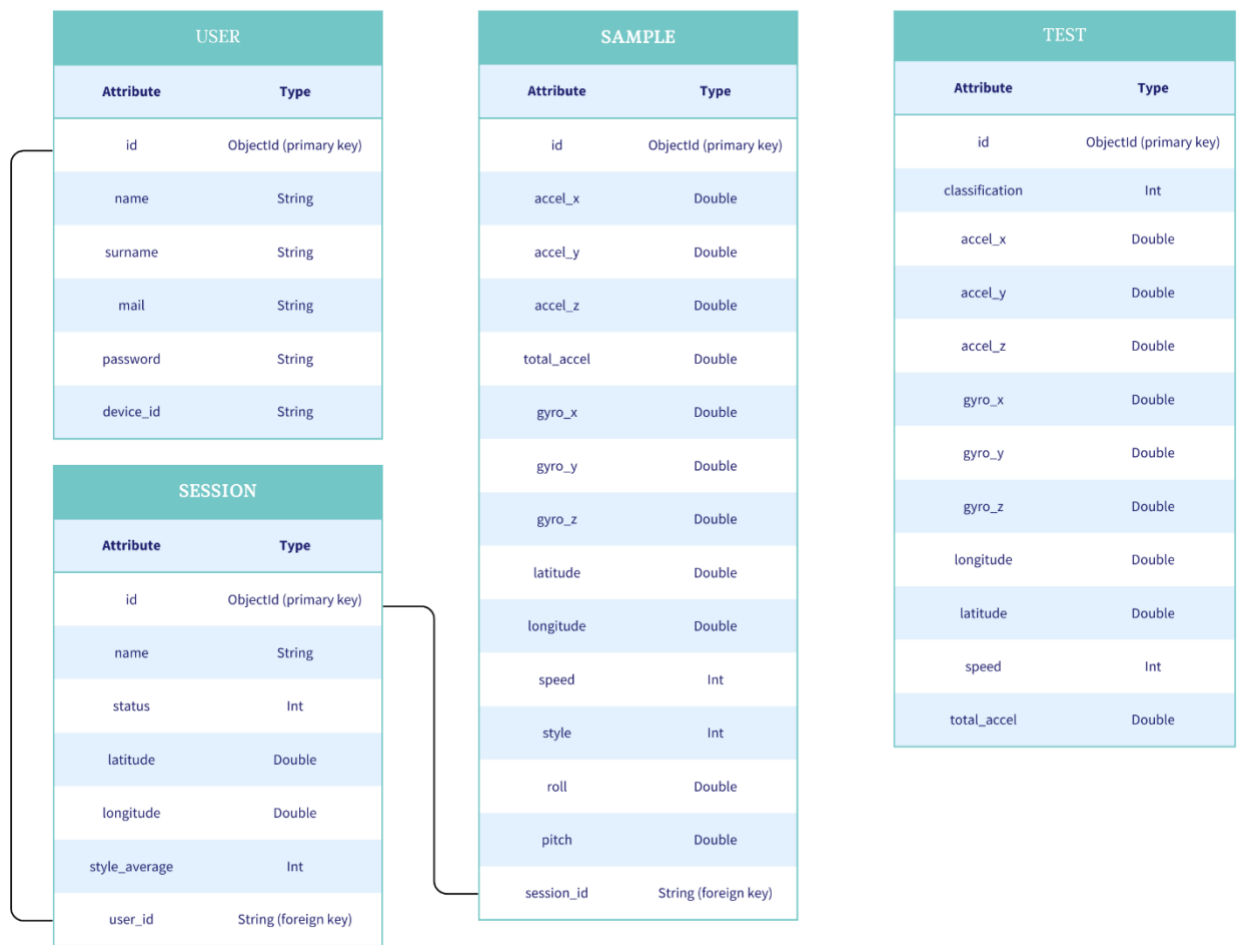 USER
Attribute Type
id ObjectId (primary key)
name String
surname String
mail String
password String
device_id String
SESSION
Attribute Type
id ObjectId (primary key)
name String
status Int
latitude Double
longitude Double
style_average Int
user_id String (foreign key)
SAMPLE
Attribute Type
id ObjectId (primary key)
accel_x Double
accel_y Double
accel_z Double
total_accel Double
gyro_x Double
gyro_y Double
gyro_z Double
latitude Double
longitude Double
speed Int
style Int
roll Double
pitch Double
session_id String (foreign key)
TEST
Attribute Type
id ObjectId (primary key)
classification Int
accel_x Double
accel_y Double
accel_z Double
gyro_x Double
gyro_y Double
gyro_z Double
longitude Double
latitude Double
speed Int
total_accel Double